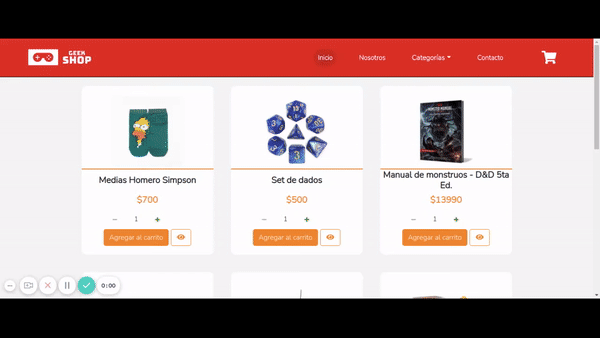 GEEK
SHOP
Inicio
Nosotros
Categorías
Contacto
Medias Homero Simpson
$700
− 1 +
Agregar al carrito
Set de dados
$500
− 1 +
Agregar al carrito
Manual de monstruos - D&D 5ta
Ed.
$13990
− 1 +
Agregar al carrito
0:00